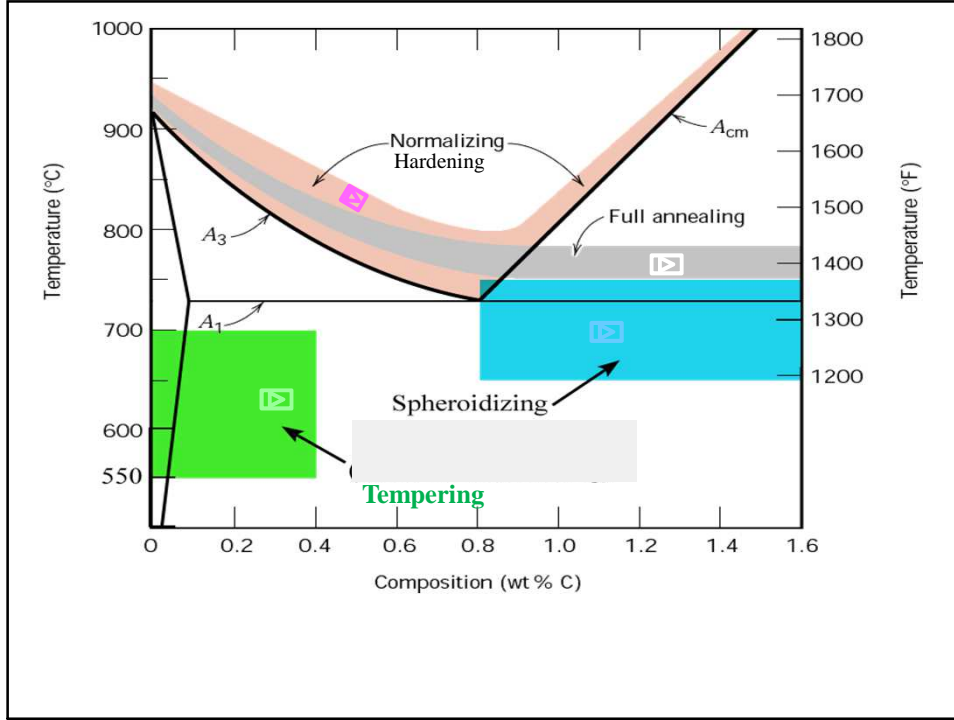 1000
900
800
700
600
550
Temperature (°C)
0
0.2
0.4
0.6
0.8
1.0
1.2
1.4
1.6
Composition (wt % C)
1800
1700
1600
1500
1400
1300
1200
Temperature (°F)
Normalizing
Hardening
Acm
Full annealing
A3
A1
Spheroidizing
Tempering